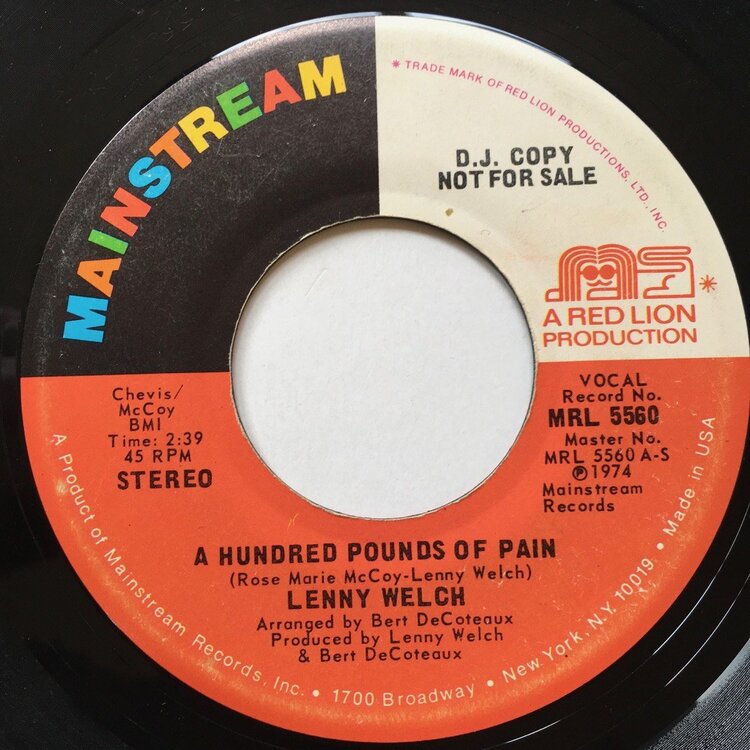 MAINSTREAM
* TRADE MARK OF RED LION PRODUCTIONS, LTD., INC.
D.J. COPY
NOT FOR SALE
MS*
A RED LION
PRODUCTION
Chevis/
McCoy
BMI
Time: 2:39
45 RPM
STEREO
VOCAL
Record No.
MRL 5560
Master No.
MRL 5560 A-S
Ⓟ1974
Mainstream
Records
A HUNDRED POUNDS OF PAIN
(Rose Marie McCoy-Lenny Welch)
LENNY WELCH
Arranged by Bert DeCoteaux
Produced by Lenny Welch
& Bert DeCoteaux
A Product of Mainstream Records, Inc. • 1700 Broadway • New York, N.Y. 10019 • Made in USA